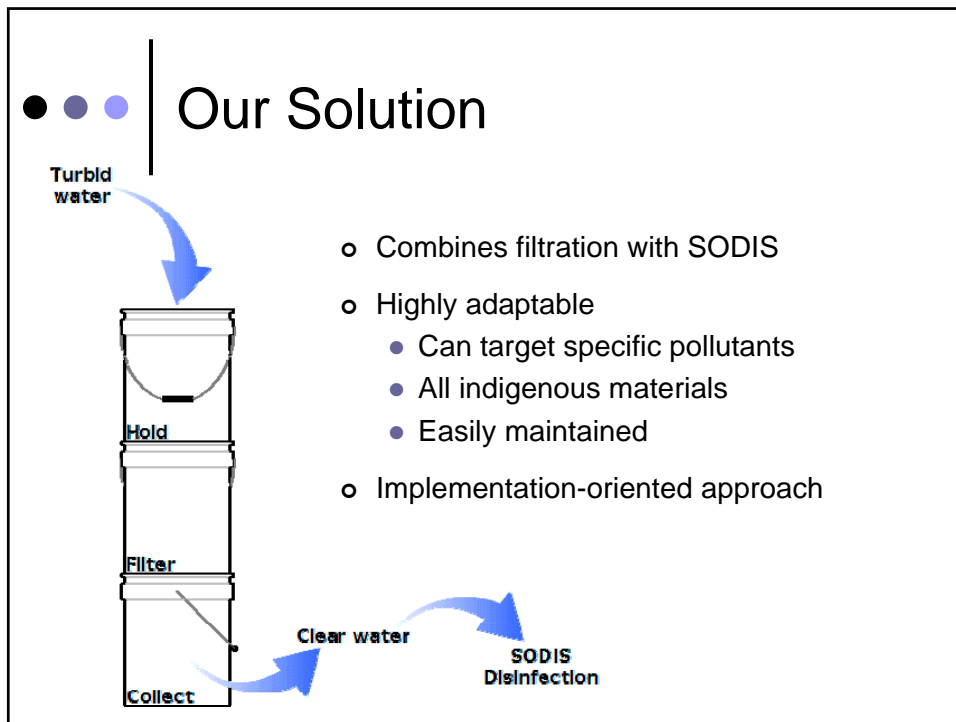 Our Solution
Turbid
water
o Combines filtration with SODIS
o Highly adaptable
• Can target specific pollutants
• All indigenous materials
• Easily maintained
o Implementation-oriented approach
Hold
Filter
Collect
Clear water
SODIS
Disinfection